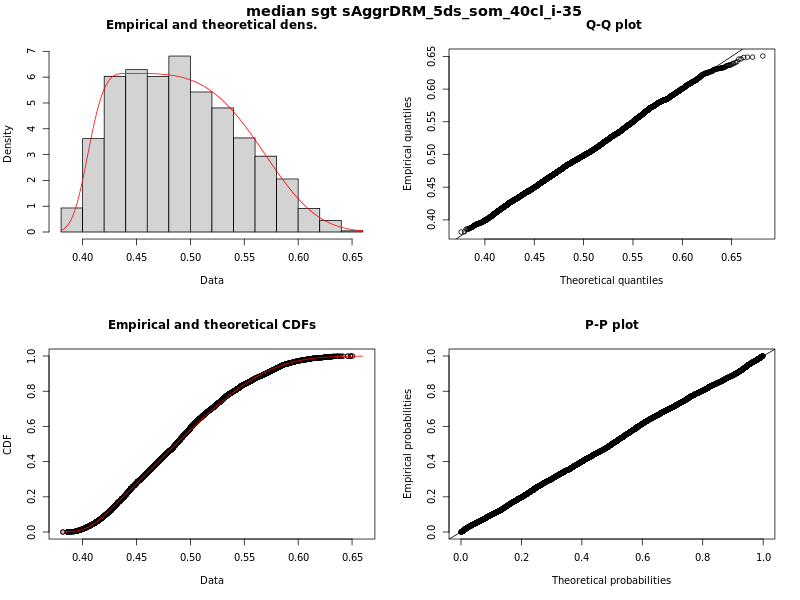 median sgt sAggrDRM_5ds_som_40cl_i-35
Empirical and theoretical dens.
Density
0 1 2 3 4 5 6 7
0.40 0.45 0.50 0.55 0.60 0.65
Data
Q-Q plot
Empirical quantiles
0.40 0.45 0.50 0.55 0.60 0.65
0.40 0.45 0.50 0.55 0.60 0.65
Theoretical quantiles
Empirical and theoretical CDFs
CDF
0.0 0.2 0.4 0.6 0.8 1.0
0.40 0.45 0.50 0.55 0.60 0.65
Data
P-P plot
Empirical probabilities
0.0 0.2 0.4 0.6 0.8 1.0
0.0 0.2 0.4 0.6 0.8 1.0
Theoretical probabilities